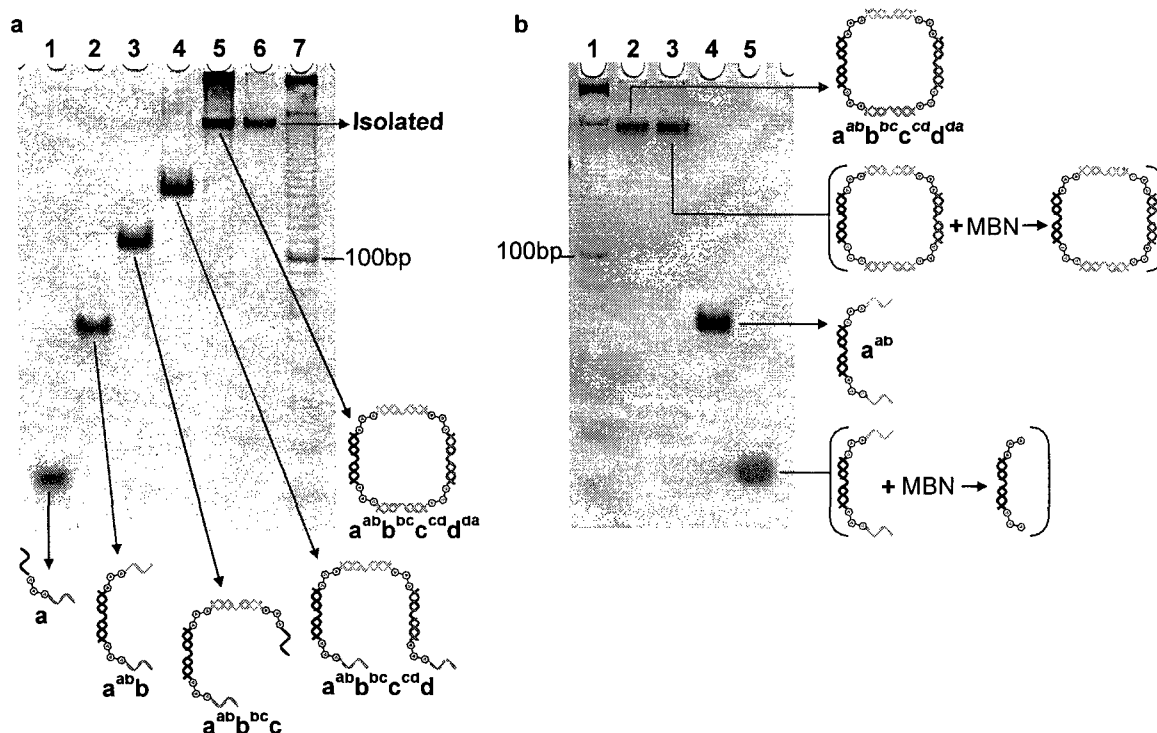 a
1 2 3 4 5 6 7
Isolated
100bp
a^ab b^bc c^cd d^da
a
a^ab b
a^ab b^bc c
a^ab b^bc c^cd d
b
1 2 3 4 5
a^ab b^bc c^cd d^da
100bp
+ MBN
a^ab
+ MBN